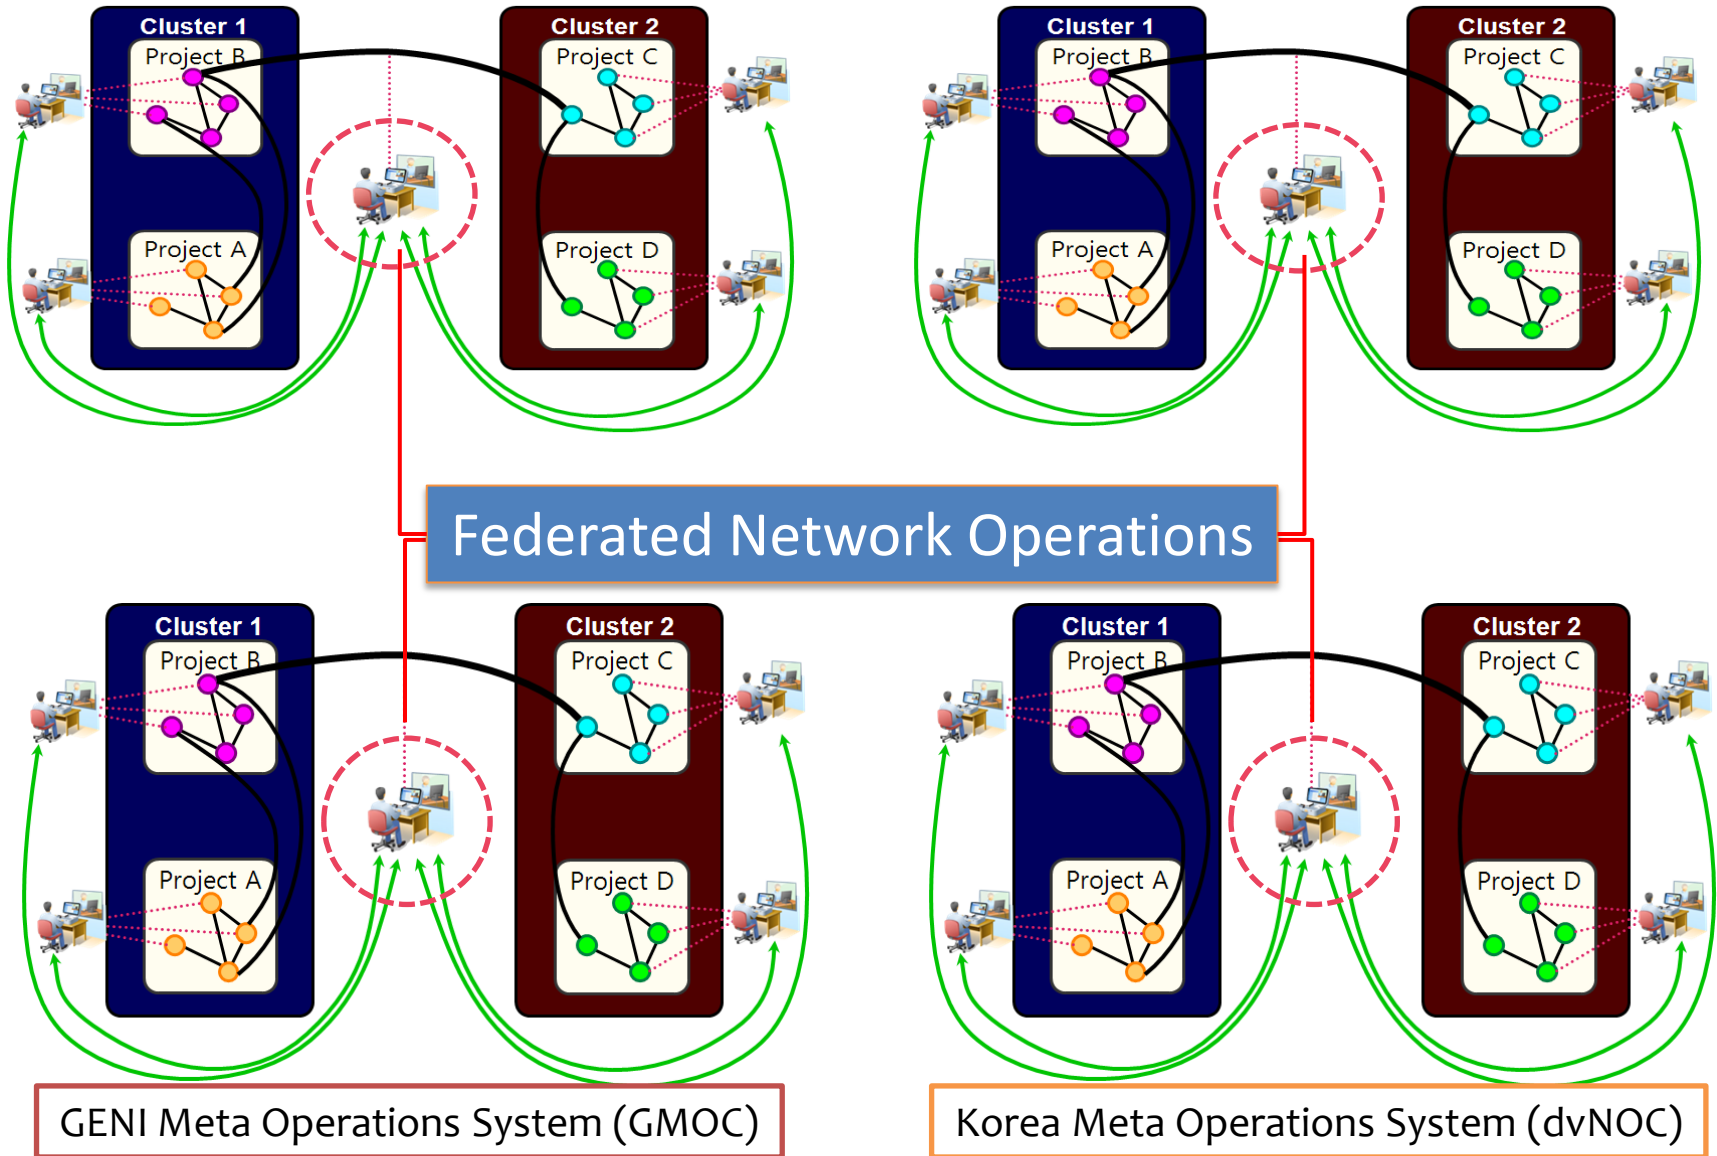 Cluster 1
Project B
Project A
Cluster 2
Project C
Project D
Cluster 1
Project B
Project A
Cluster 2
Project C
Project D
Federated Network Operations
Cluster 1
Project B
Project A
Cluster 2
Project C
Project D
Cluster 1
Project B
Project A
Cluster 2
Project C
Project D
GENI Meta Operations System (GMOC)
Korea Meta Operations System (dvNOC)